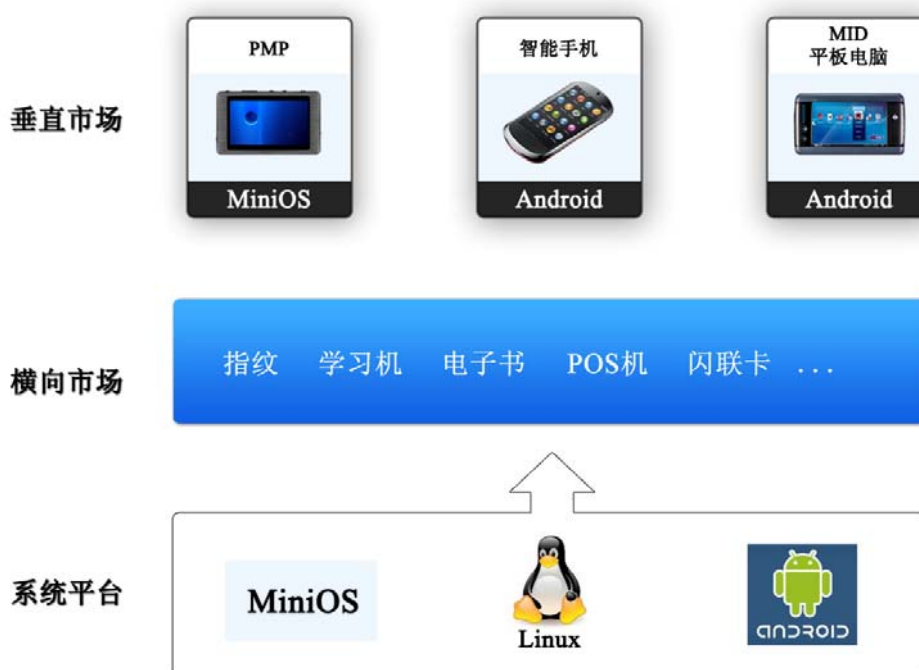 垂直市场
PMP
MiniOS
智能手机
Android
MID
平板电脑
Android
横向市场
指纹 学习机 电子书 POS机 闪联卡 ...
系统平台
MiniOS
Linux
ANDROID